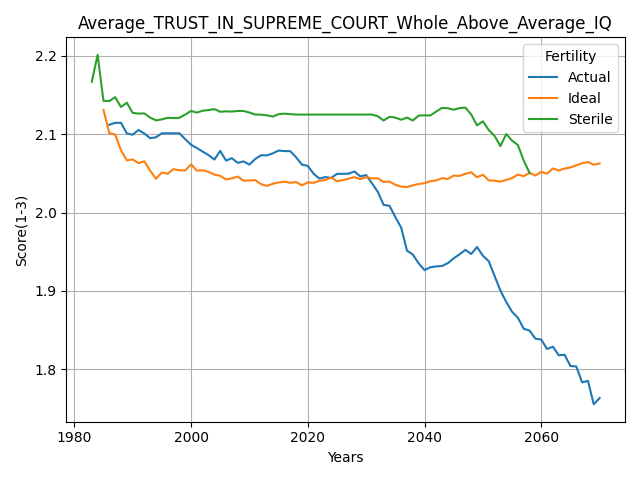 Average_TRUST_IN_SUPREME_COURT_Whole_Above_Average_IQ
Fertility
Actual
Ideal
Sterile
Score(1-3)
2.2
2.1
2.0
1.9
1.8
1980
2000
2020
2040
2060
Years